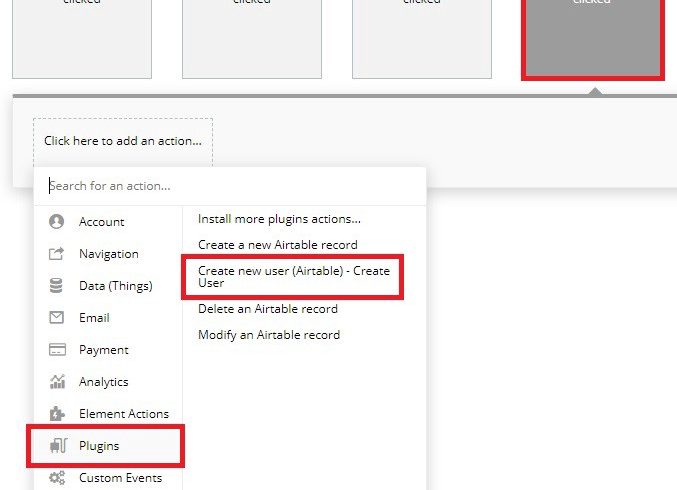 clicked
clicked
clicked
clicked
Click here to add an action...
Search for an action...
Account
Navigation
Data (Things)
Email
Payment
Analytics
Element Actions
Plugins
Custom Events
Install more plugins actions...
Create a new Airtable record
Create new user (Airtable) - Create
User
Delete an Airtable record
Modify an Airtable record